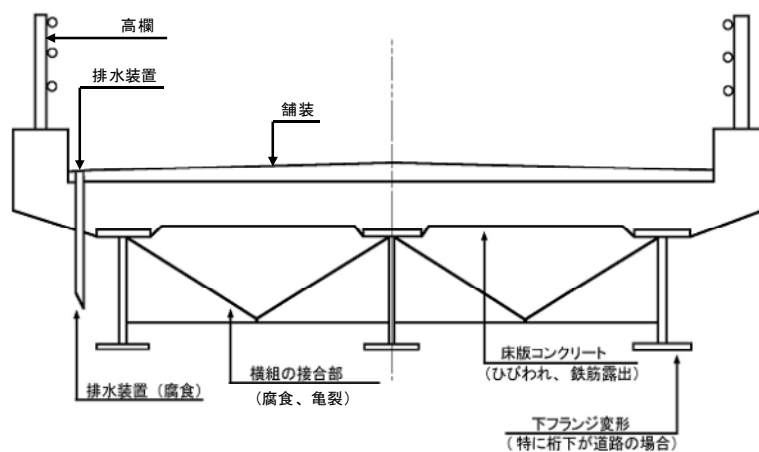 高欄
排水装置
舗装
床版コンクリート
(ひびわれ、鉄筋露出)
横組の接合部
(腐食、亀裂)
排水装置(腐食)
下フランジ変形
(特に桁下が道路の場合)